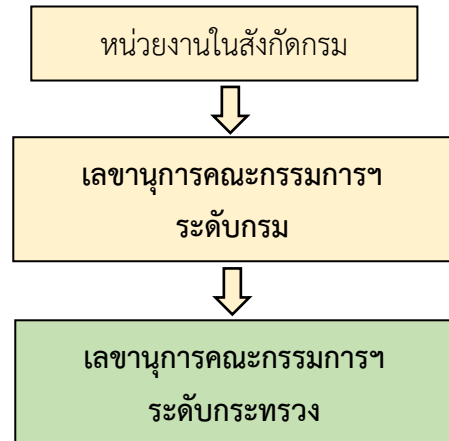 หน่วยงานในสังกัดกรม
เลขานุการคณะกรรมการฯ
ระดับกรม
เลขานุการคณะกรรมการฯ
ระดับกระทรวง